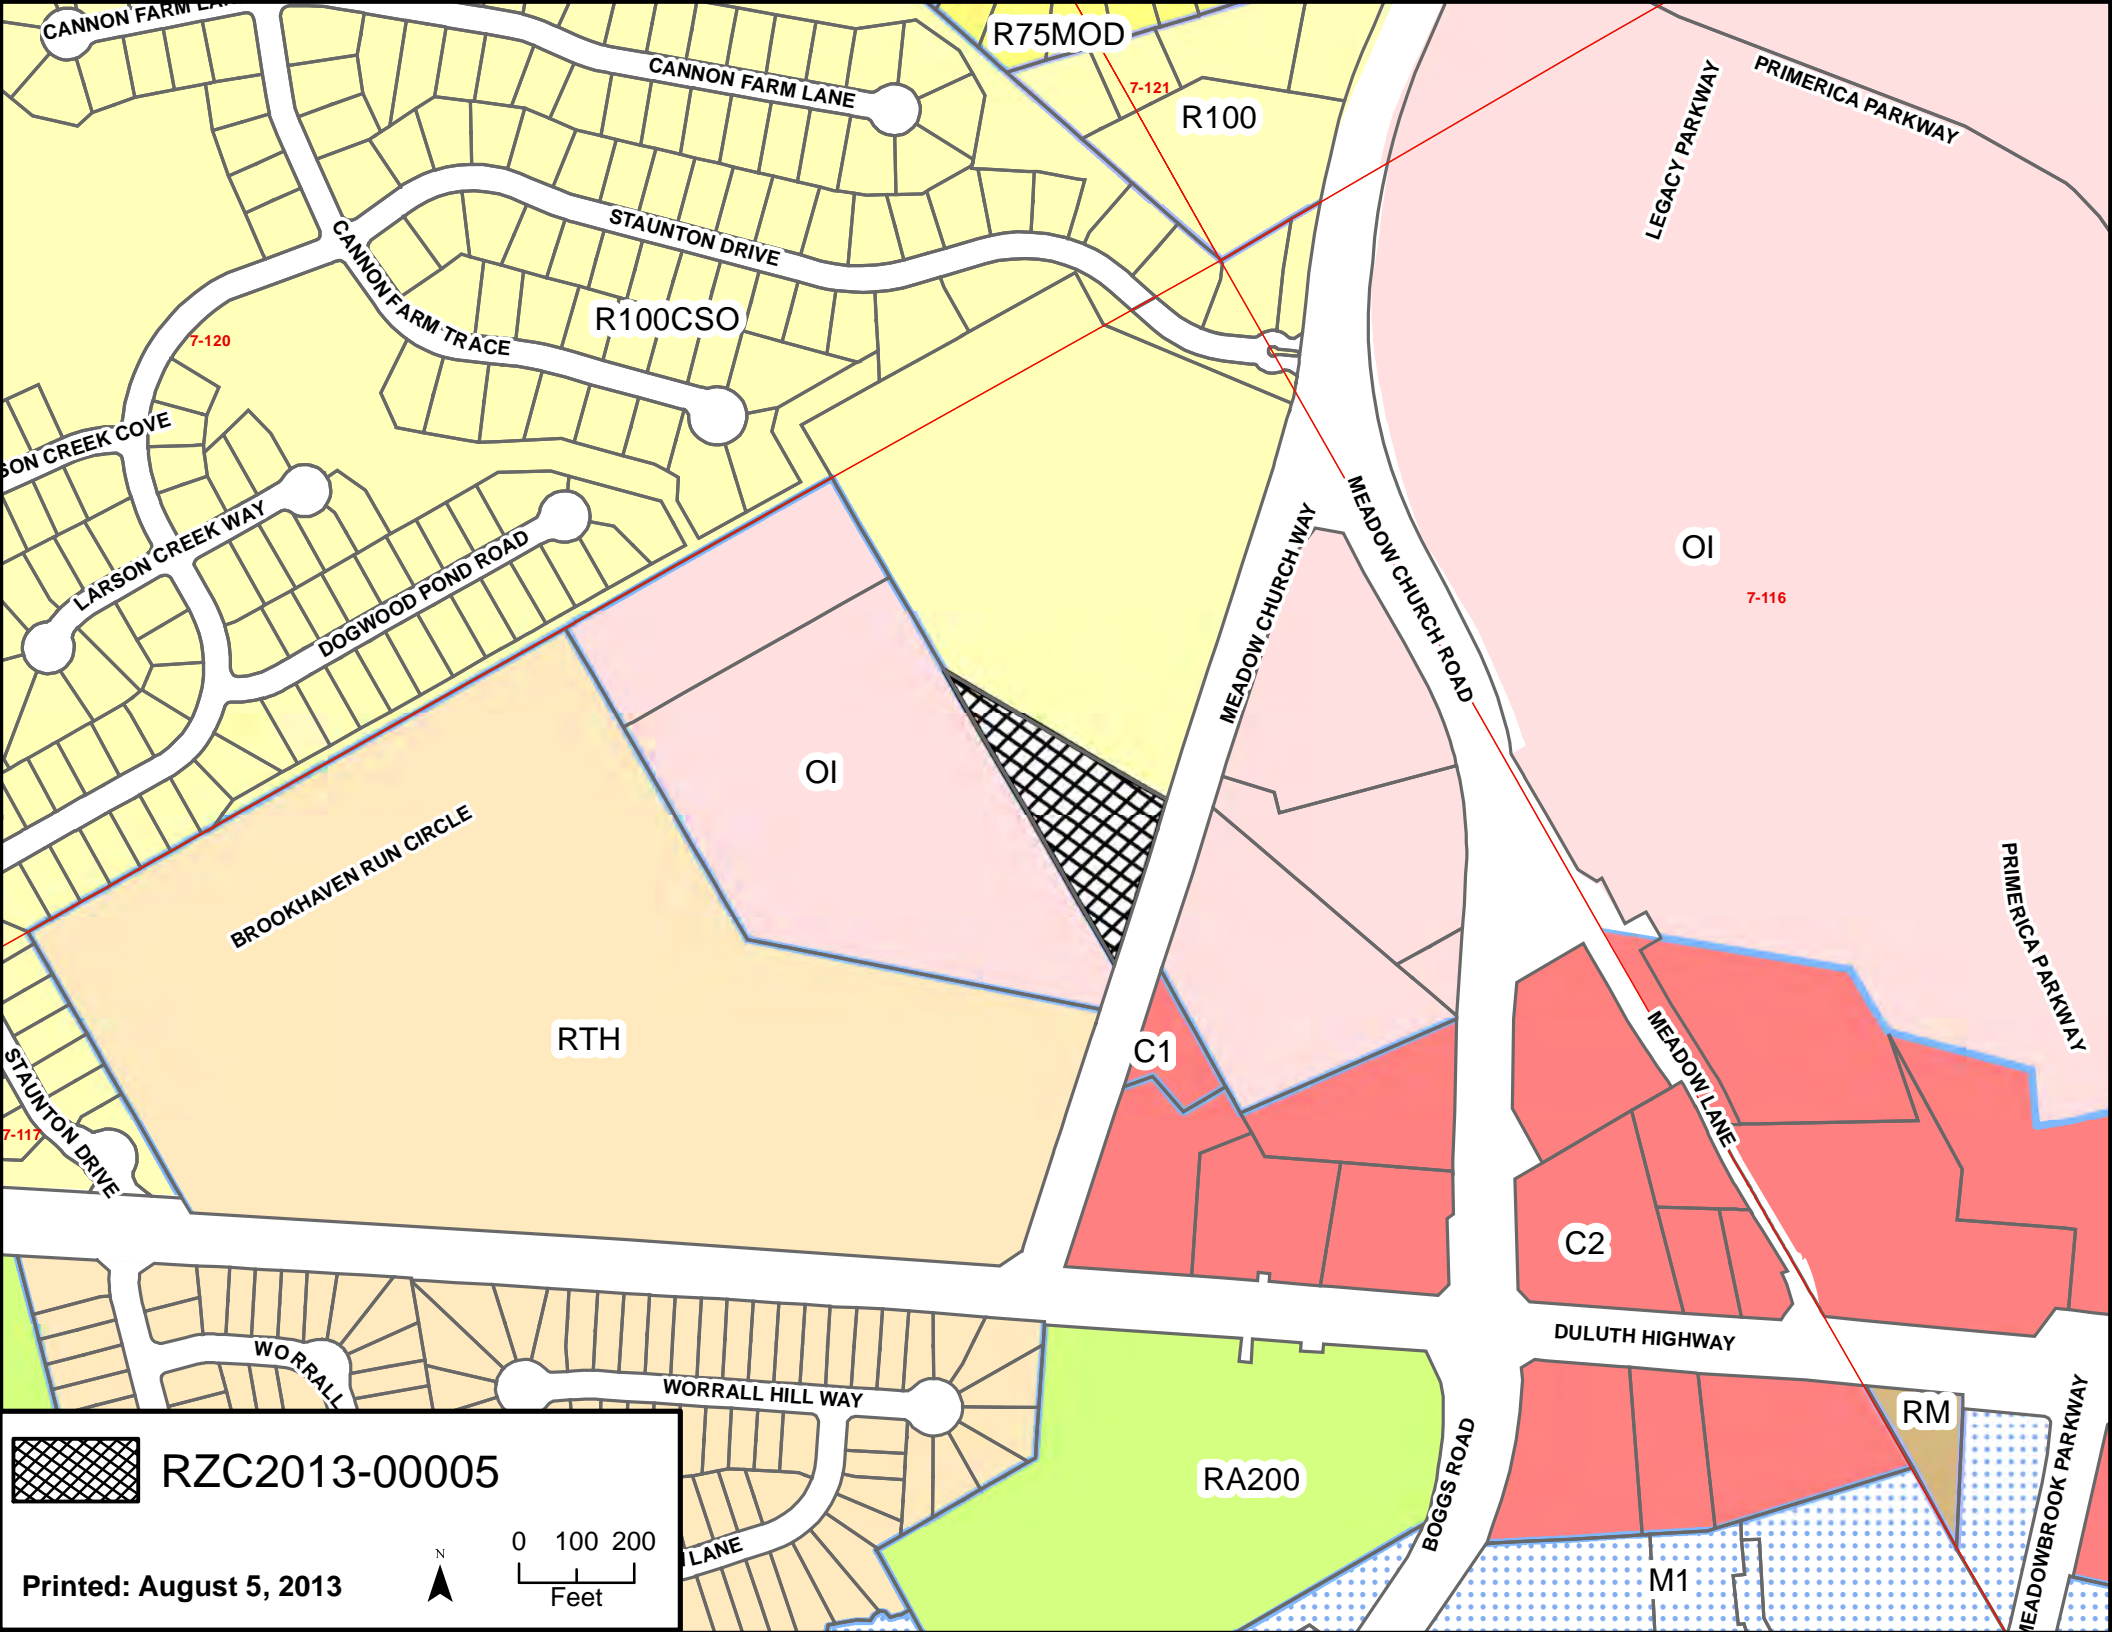 CANNON FARM LANE
R75MOD
CANNON FARM LANE
7-121
R100
PRIMERICA PARKWAY
LEGACY PARKWAY
STAUNTON DRIVE
CANNON FARM TRACE
R100CSO
7-120
SON CREEK COVE
LARSON CREEK WAY
DOGWOOD POND ROAD
MEADOW CHURCH WAY
MEADOW CHURCH ROAD
OI
7-116
OI
BROOKHAVEN RUN CIRCLE
PRIMERICA PARKWAY
RTH
C1
MEADOW LANE
STAUNTON DRIVE
7-117
C2
DULUTH HIGHWAY
WORRALL
WORRALL HILL WAY
RM
RA200
BOGGS ROAD
MEADOWBROOK PARKWAY
LANE
M1
RZC2013-00005
Printed: August 5, 2013
N
0 100 200
Feet